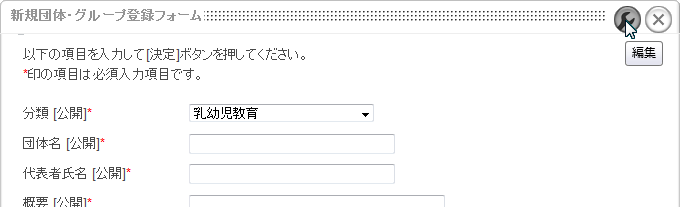 新規団体・グループ登録フォーム
編集
以下の項目を入力して[決定]ボタンを押してください。
*印の項目は必須入力項目です。
分類 [公開]*
乳幼児教育
団体名 [公開]*
代表者氏名 [公開]*
概要 [公開]*